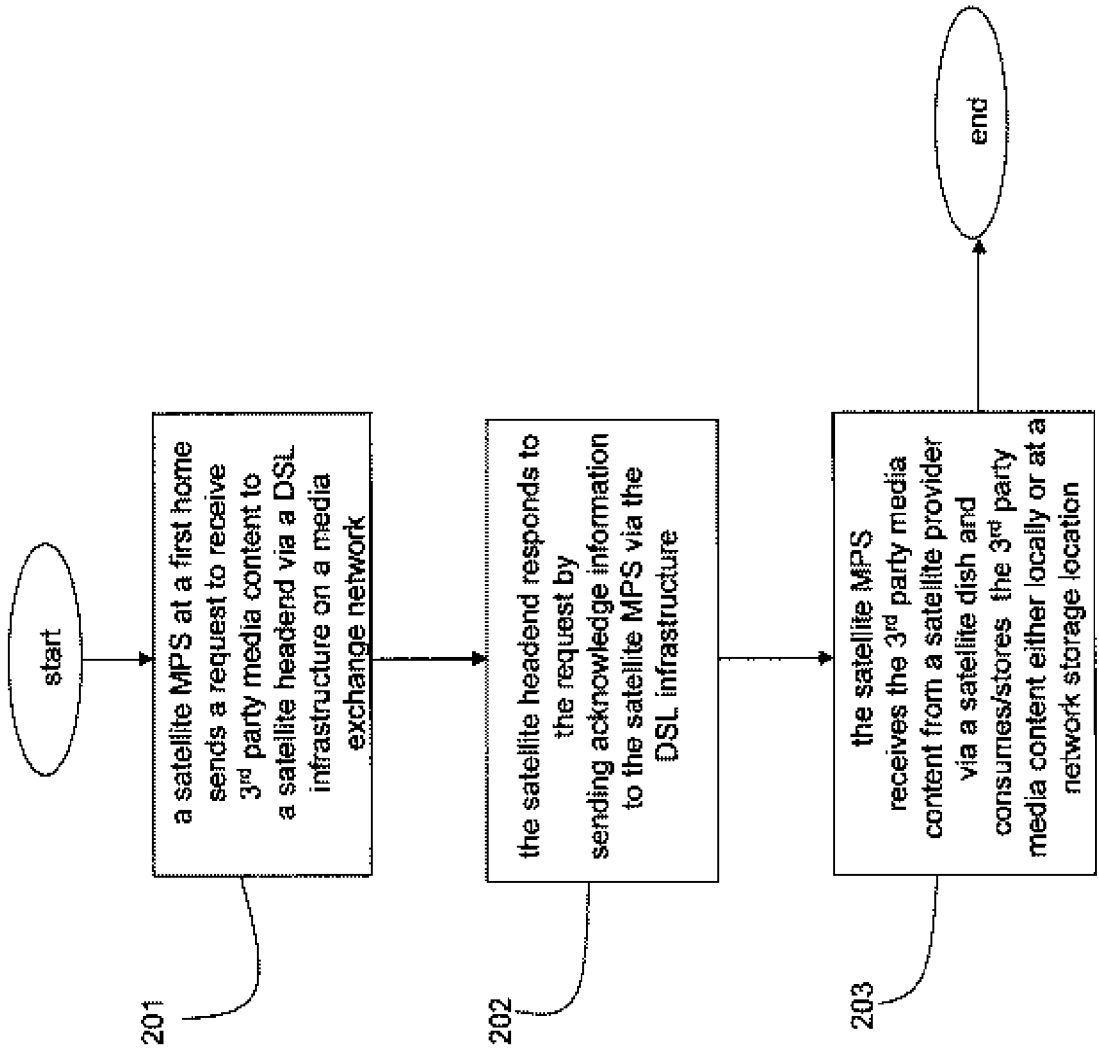 start
201
a satellite MPS at a first home
sends a request to receive
3rd party media content to
a satellite headend via a DSL
infrastructure on a media
exchange network
202
the satellite headend responds to
the request by
sending acknowledge information
to the satellite MPS via the
DSL infrastructure
203
the satellite MPS
receives the 3rd party media
content from a satellite provider
via a satellite dish and
consumes/stores the 3rd party
media content either locally or at a
network storage location
end